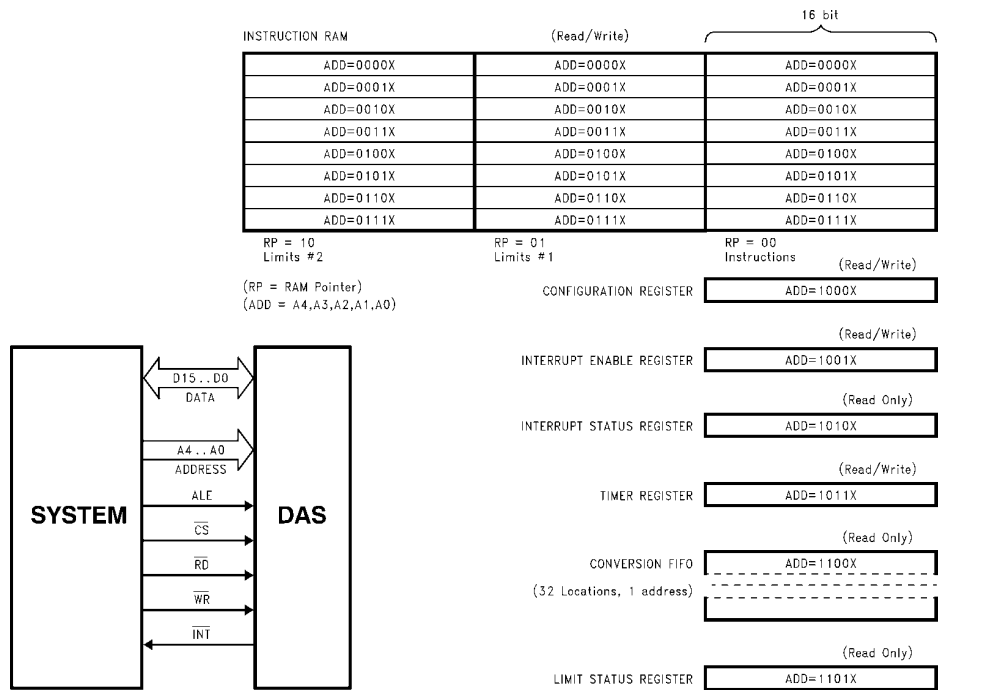 16 bit
INSTRUCTION RAM (Read/Write)
ADD=0000X ADD=0000X ADD=0000X
ADD=0001X ADD=0001X ADD=0001X
ADD=0010X ADD=0010X ADD=0010X
ADD=0011X ADD=0011X ADD=0011X
ADD=0100X ADD=0100X ADD=0100X
ADD=0101X ADD=0101X ADD=0101X
ADD=0110X ADD=0110X ADD=0110X
ADD=0111X ADD=0111X ADD=0111X
RP = 10 RP = 01 RP = 00
Limits #2 Limits #1 Instructions
(Read/Write)
(RP = RAM Pointer)
(ADD = A4,A3,A2,A1,A0)
CONFIGURATION REGISTER ADD=1000X
(Read/Write)
INTERRUPT ENABLE REGISTER ADD=1001X
(Read Only)
INTERRUPT STATUS REGISTER ADD=1010X
(Read/Write)
TIMER REGISTER ADD=1011X
(Read Only)
CONVERSION FIFO ADD=1100X
(32 Locations, 1 address)
(Read Only)
LIMIT STATUS REGISTER ADD=1101X
SYSTEM
D15..D0
DATA
A4..A0
ADDRESS
ALE
C̅S̅
R̅D̅
W̅R̅
I̅N̅T̅
DAS